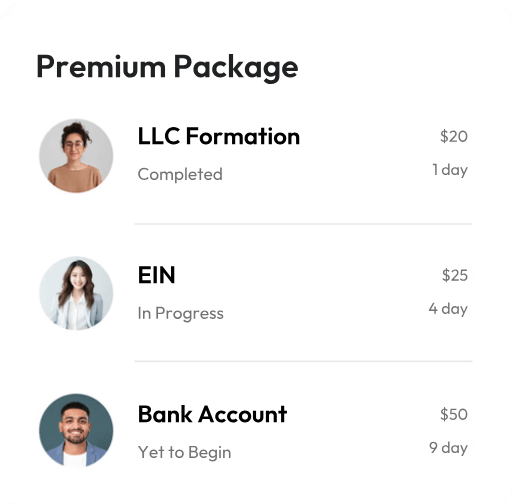 Premium Package
LLC Formation
$20
Completed
1 day
EIN
$25
In Progress
4 day
Bank Account
$50
Yet to Begin
9 day